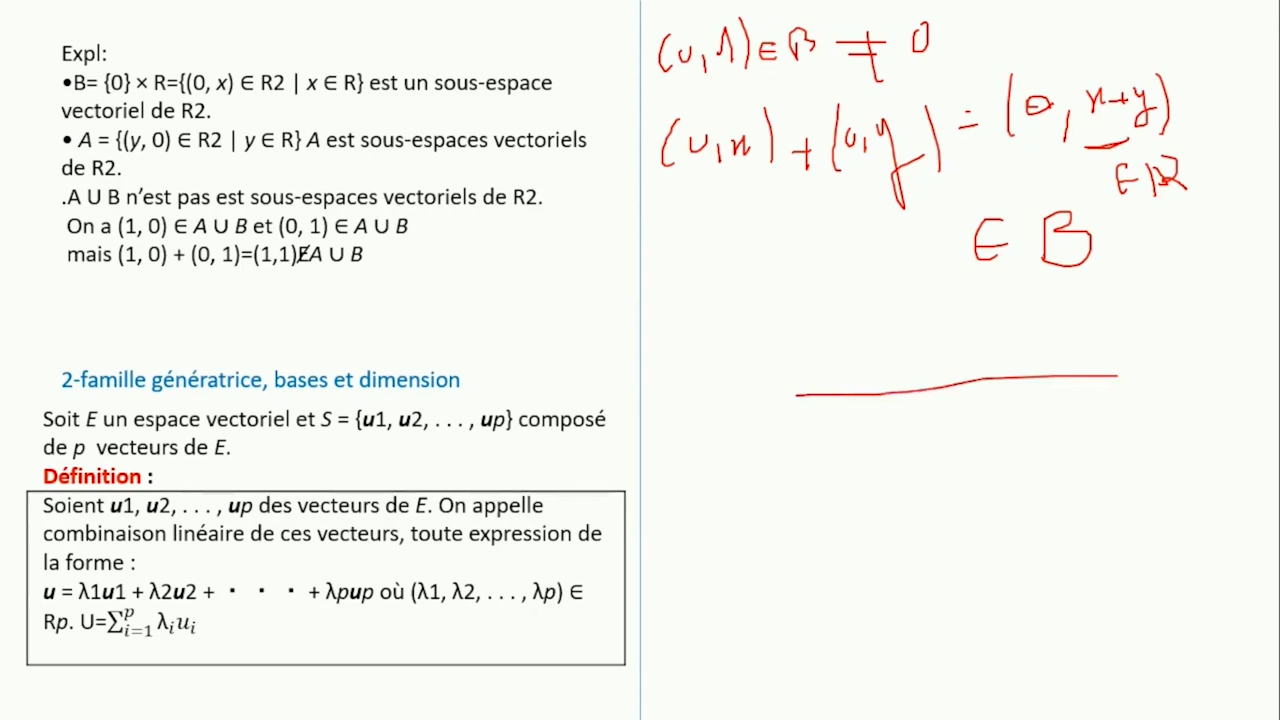 Expl:
•B= {0} × R={(0, x) ∈ R2 | x ∈ R} est un sous-espace
vectoriel de R2.
• A = {(y, 0) ∈ R2 | y ∈ R} A est sous-espaces vectoriels
de R2.
.A U B n’est pas est sous-espaces vectoriels de R2.
On a (1, 0) ∈ A ∪ B et (0, 1) ∈ A ∪ B
mais (1, 0) + (0, 1)=(1,1)∉A ∪ B
2-famille génératrice, bases et dimension
Soit E un espace vectoriel et S = {u1, u2, . . . , up} composé
de p vecteurs de E.
Définition :
Soient u1, u2, . . . , up des vecteurs de E. On appelle
combinaison linéaire de ces vecteurs, toute expression de
la forme :
u = λ1u1 + λ2u2 + · · · + λpup où (λ1, λ2, . . . , λp) ∈
Rp. U=∑ᵖᵢ₌₁ λᵢuᵢ
(0,1) ∈ B ≠ 0
(0,x) + (0,y) = (0, x+y)
∈ R
∈ B